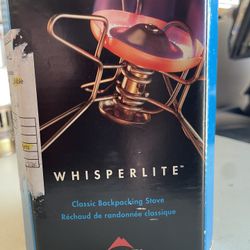 WHISPERLITE™
Classic Backpacking Stove
Réchaud de randonnée classique